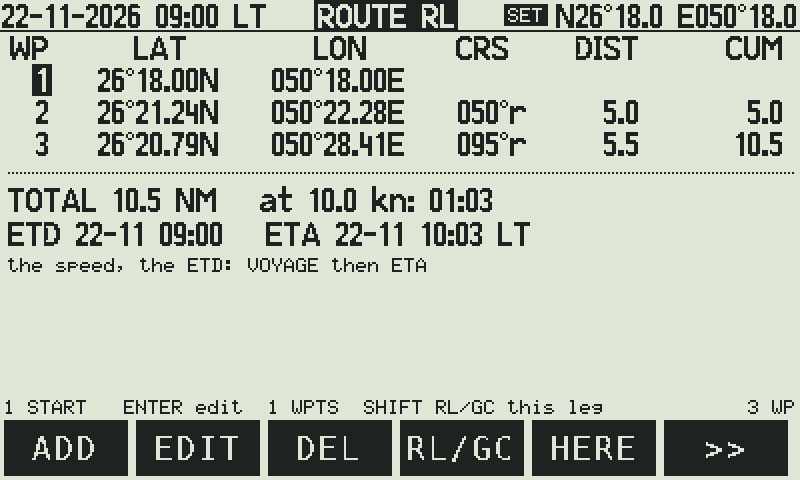 22-11-2026 09:00 LT ROUTE RL SET N26°18.0 E050°18.0
WP LAT LON CRS DIST CUM
1 26°18.00N 050°18.00E
2 26°21.24N 050°22.28E 050°r 5.0 5.0
3 26°20.79N 050°28.41E 095°r 5.5 10.5
TOTAL 10.5 NM at 10.0 kn: 01:03
ETD 22-11 09:00 ETA 22-11 10:03 LT
the speed, the ETD: VOYAGE then ETA
1 START ENTER edit 1 WPTS SHIFT RL/GC this leg 3 WP
ADD EDIT DEL RL/GC HERE >>